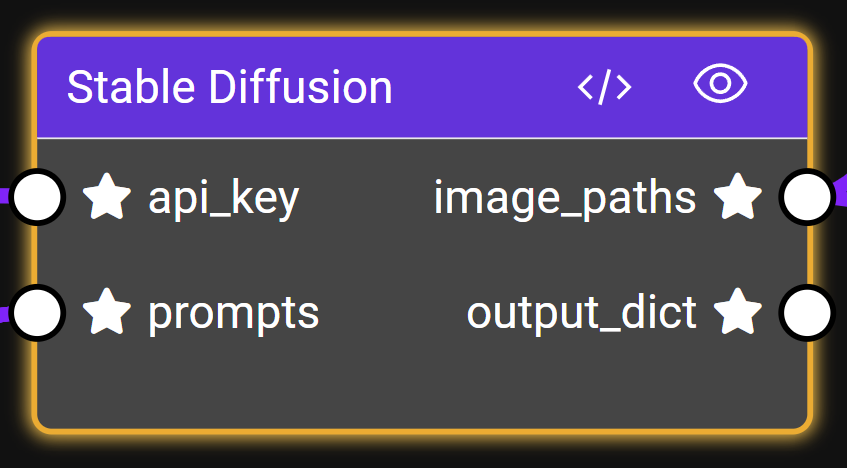 Stable Diffusion </>
api_key image_paths
prompts output_dict